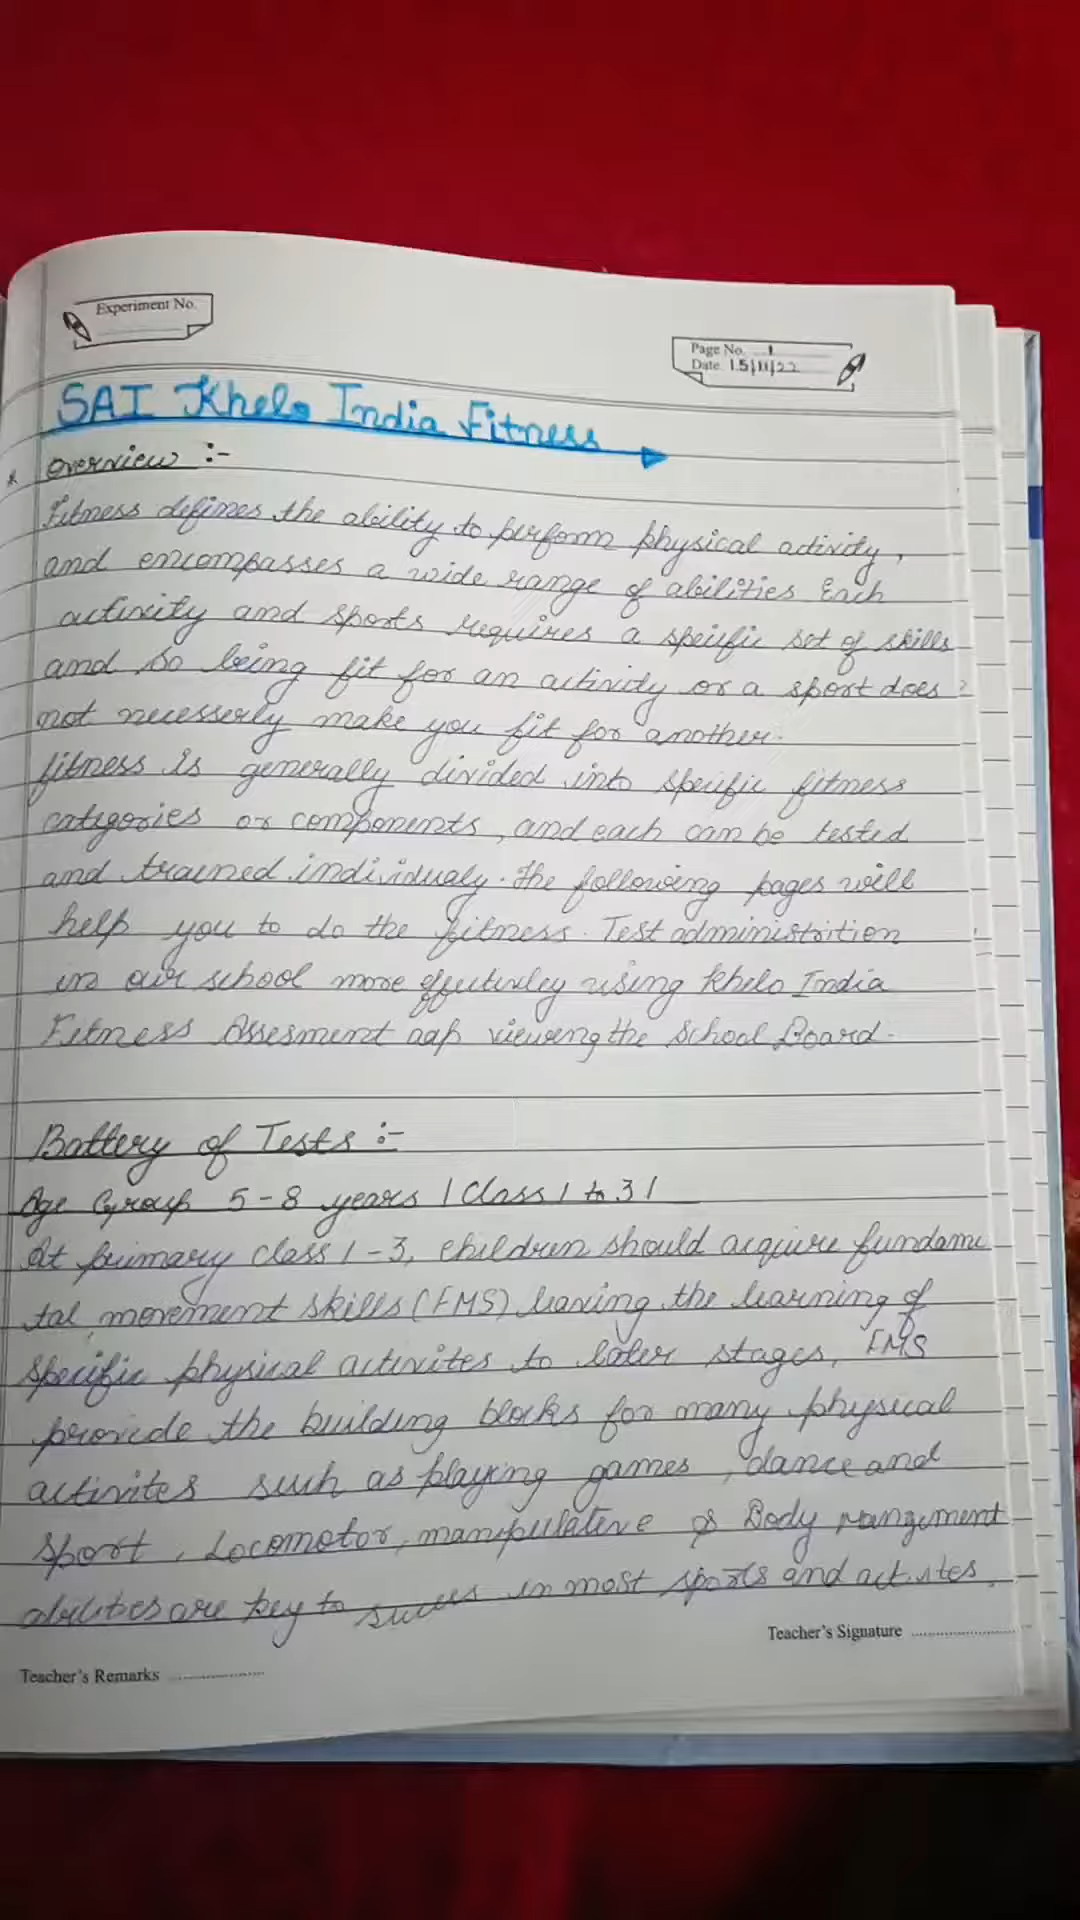 Experiment No.
Page No. 1
Date 15|11|22
SAI Khelo India Fitness
* Overview :-
Fitness defines the ability to perform physical activity,
and encompasses a wide range of abilities Each
activity and sports requires a specific set of skills
and so being fit for an activity or a sport does
not necesserly make you fit for another.
fitness is generally divided into specific fitness
categories or components, and each can be tested
and trained individualy. The following pages will
help you to do the fitness. Test administrition
in our school more effectivley using Khelo India
Fitness Assesment aap viewing the School Board.
Battery of Tests :-
Age Group 5-8 years | Class 1 to 3 |
At primary class 1-3, children should acquire fundame
tal movement skills (FMS) leaving the learning of
specific physical activites to later stages, FMS
provide the building blocks for many physical
activites such as playing games, dance and
sport, Locomotor, manipulative & Body mangement
abilities are key to sucess in most sports and activites.
Teacher's Signature
Teacher's Remarks